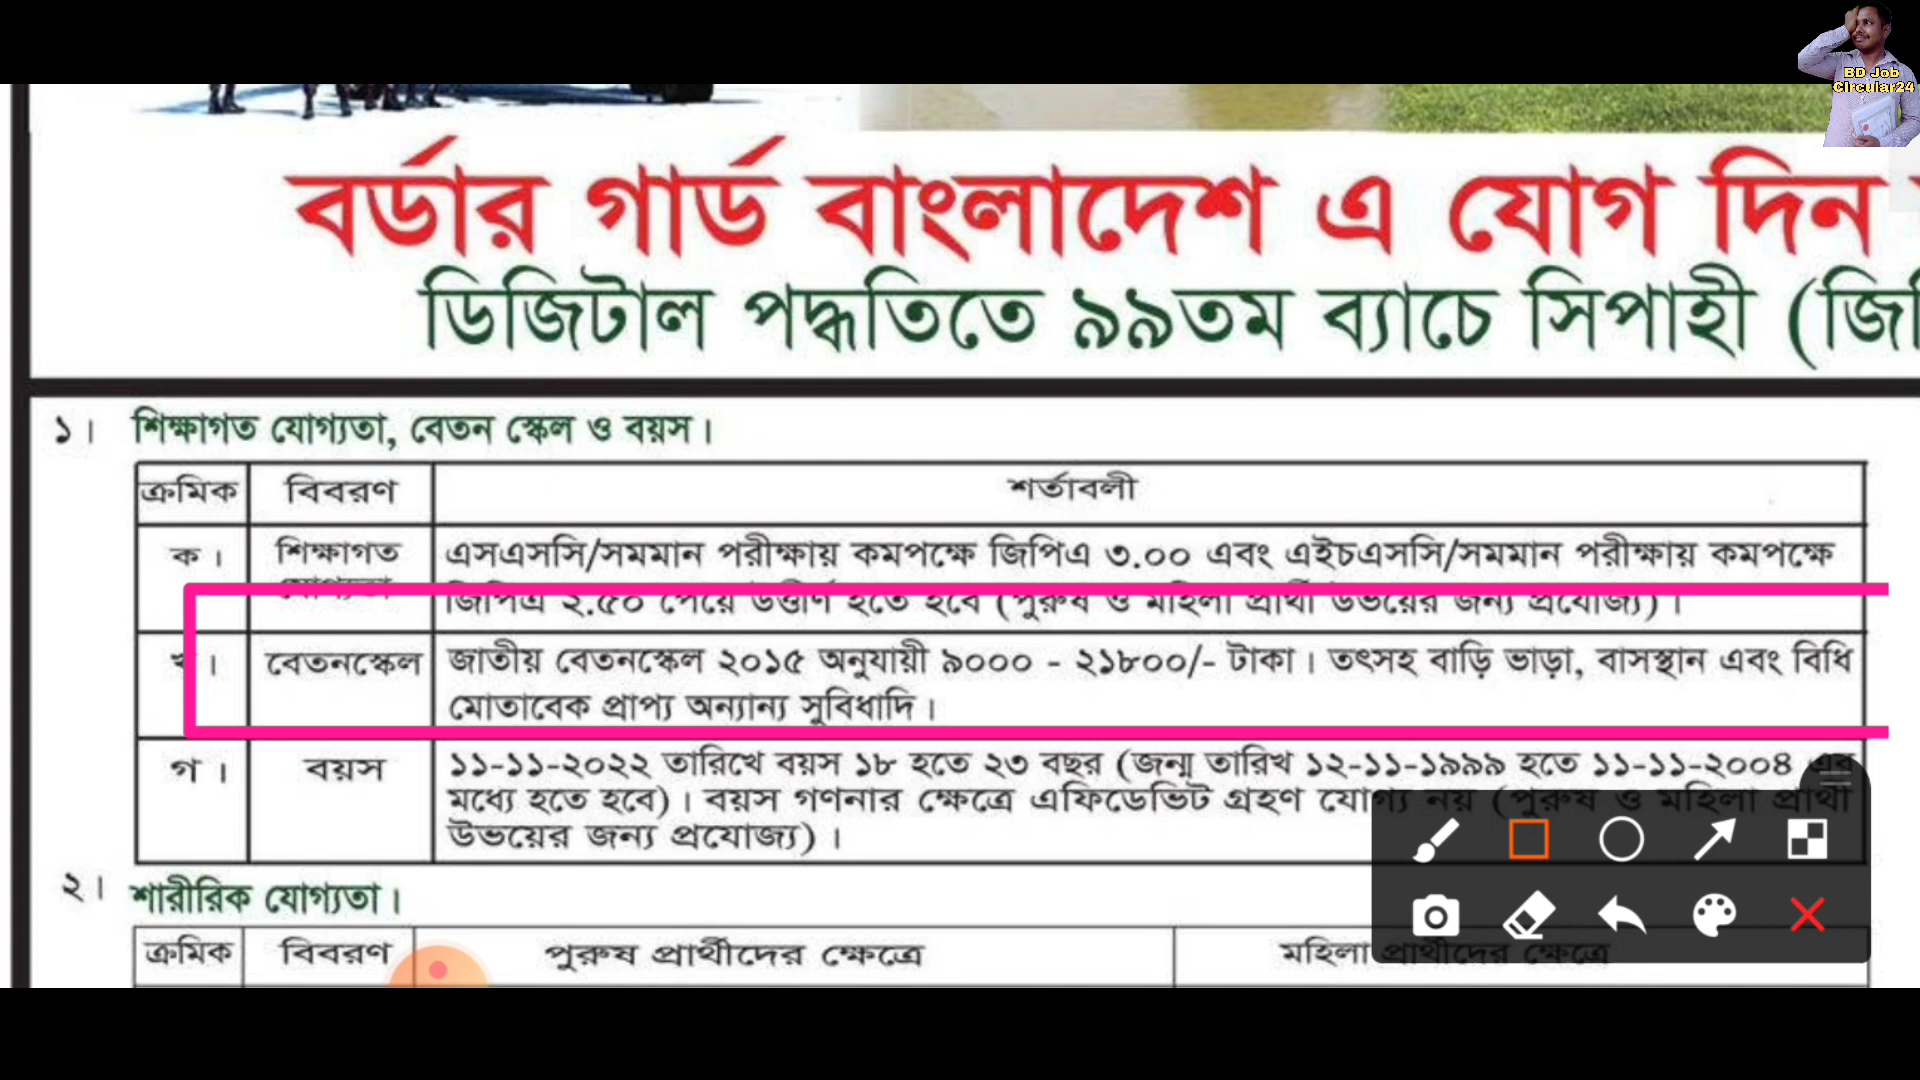 BD Job
Circular24
বর্ডার গার্ড বাংলাদেশ এ যোগ দিন
ডিজিটাল পদ্ধতিতে ৯৯তম ব্যাচে সিপাহী (জি
১। শিক্ষাগত যোগ্যতা, বেতন স্কেল ও বয়স।
ক্রমিক বিবরণ শর্তাবলী
ক। শিক্ষাগত এসএসসি/সমমান পরীক্ষায় কমপক্ষে জিপিএ ৩.০০ এবং এইচএসসি/সমমান পরীক্ষায় কমপক্ষে
যোগ্যতা জিপিএ ২.৫০ পেয়ে উত্তীর্ণ হতে হবে (পুরুষ ও মহিলা প্রার্থী উভয়ের জন্য প্রযোজ্য)।
খ। বেতনস্কেল জাতীয় বেতনস্কেল ২০১৫ অনুযায়ী ৯০০০ - ২১৮০০/- টাকা। তৎসহ বাড়ি ভাড়া, বাসস্থান এবং বিধি
মোতাবেক প্রাপ্য অন্যান্য সুবিধাদি।
গ। বয়স ১১-১১-২০২২ তারিখে বয়স ১৮ হতে ২৩ বছর (জন্ম তারিখ ১২-১১-১৯৯৯ হতে ১১-১১-২০০৪ এর
মধ্যে হতে হবে)। বয়স গণনার ক্ষেত্রে এফিডেভিট গ্রহণ যোগ্য নয় (পুরুষ ও মহিলা প্রার্থী
উভয়ের জন্য প্রযোজ্য)।
২। শারীরিক যোগ্যতা।
ক্রমিক বিবরণ পুরুষ প্রার্থীদের ক্ষেত্রে মহিলা প্রার্থীদের ক্ষেত্রে